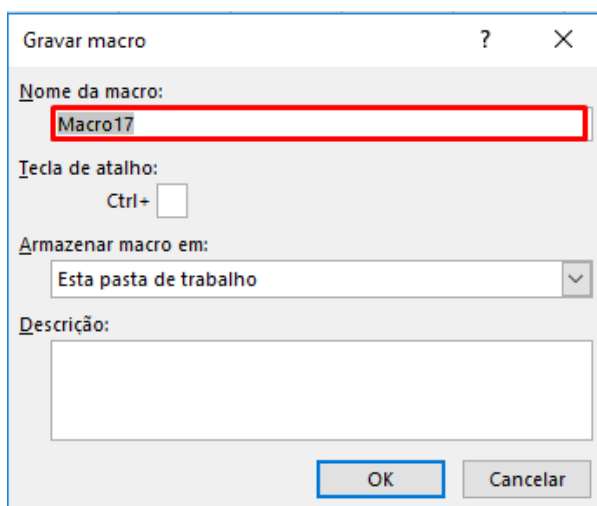 Gravar macro ?
Nome da macro:
Macro17
Tecla de atalho:
Ctrl+
Armazenar macro em:
Esta pasta de trabalho
Descrição:
OK Cancelar